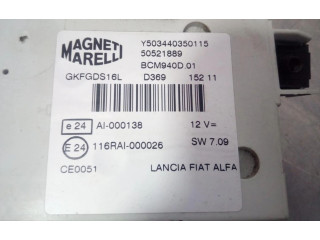 MAGNETI MARELLI
Y503440350115
50521889
BCM940D.01
GKFGDS16L D369 152 11
e 24 AI-000138 12 V=
E 24 116RAI-000026 SW 7.09
CE0051 LANCIA FIAT ALFA